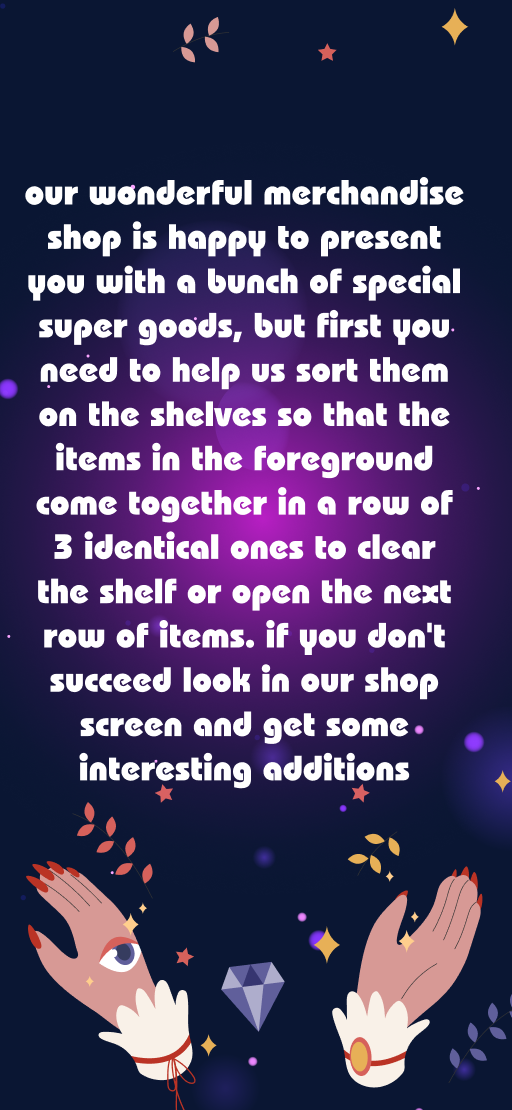 our wonderful merchandise
shop is happy to present
you with a bunch of special
super goods, but first you
need to help us sort them
on the shelves so that the
items in the foreground
come together in a row of
3 identical ones to clear
the shelf or open the next
row of items. if you don't
succeed look in our shop
screen and get some
interesting additions